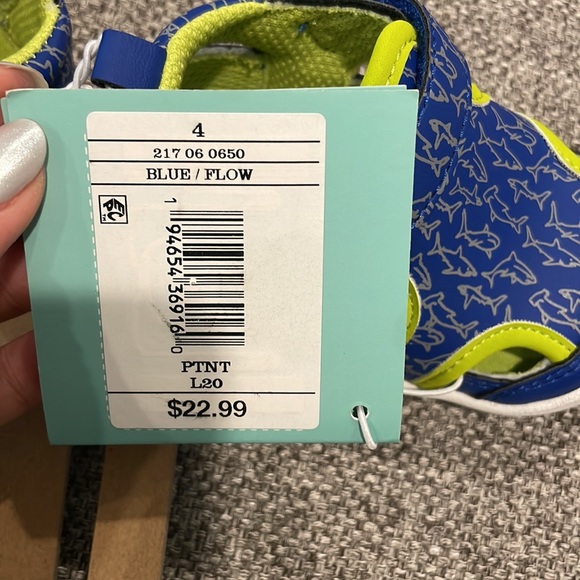 4
217 06 0650
BLUE / FLOW
1 94654 36916 0
PTNT
L20
$22.99